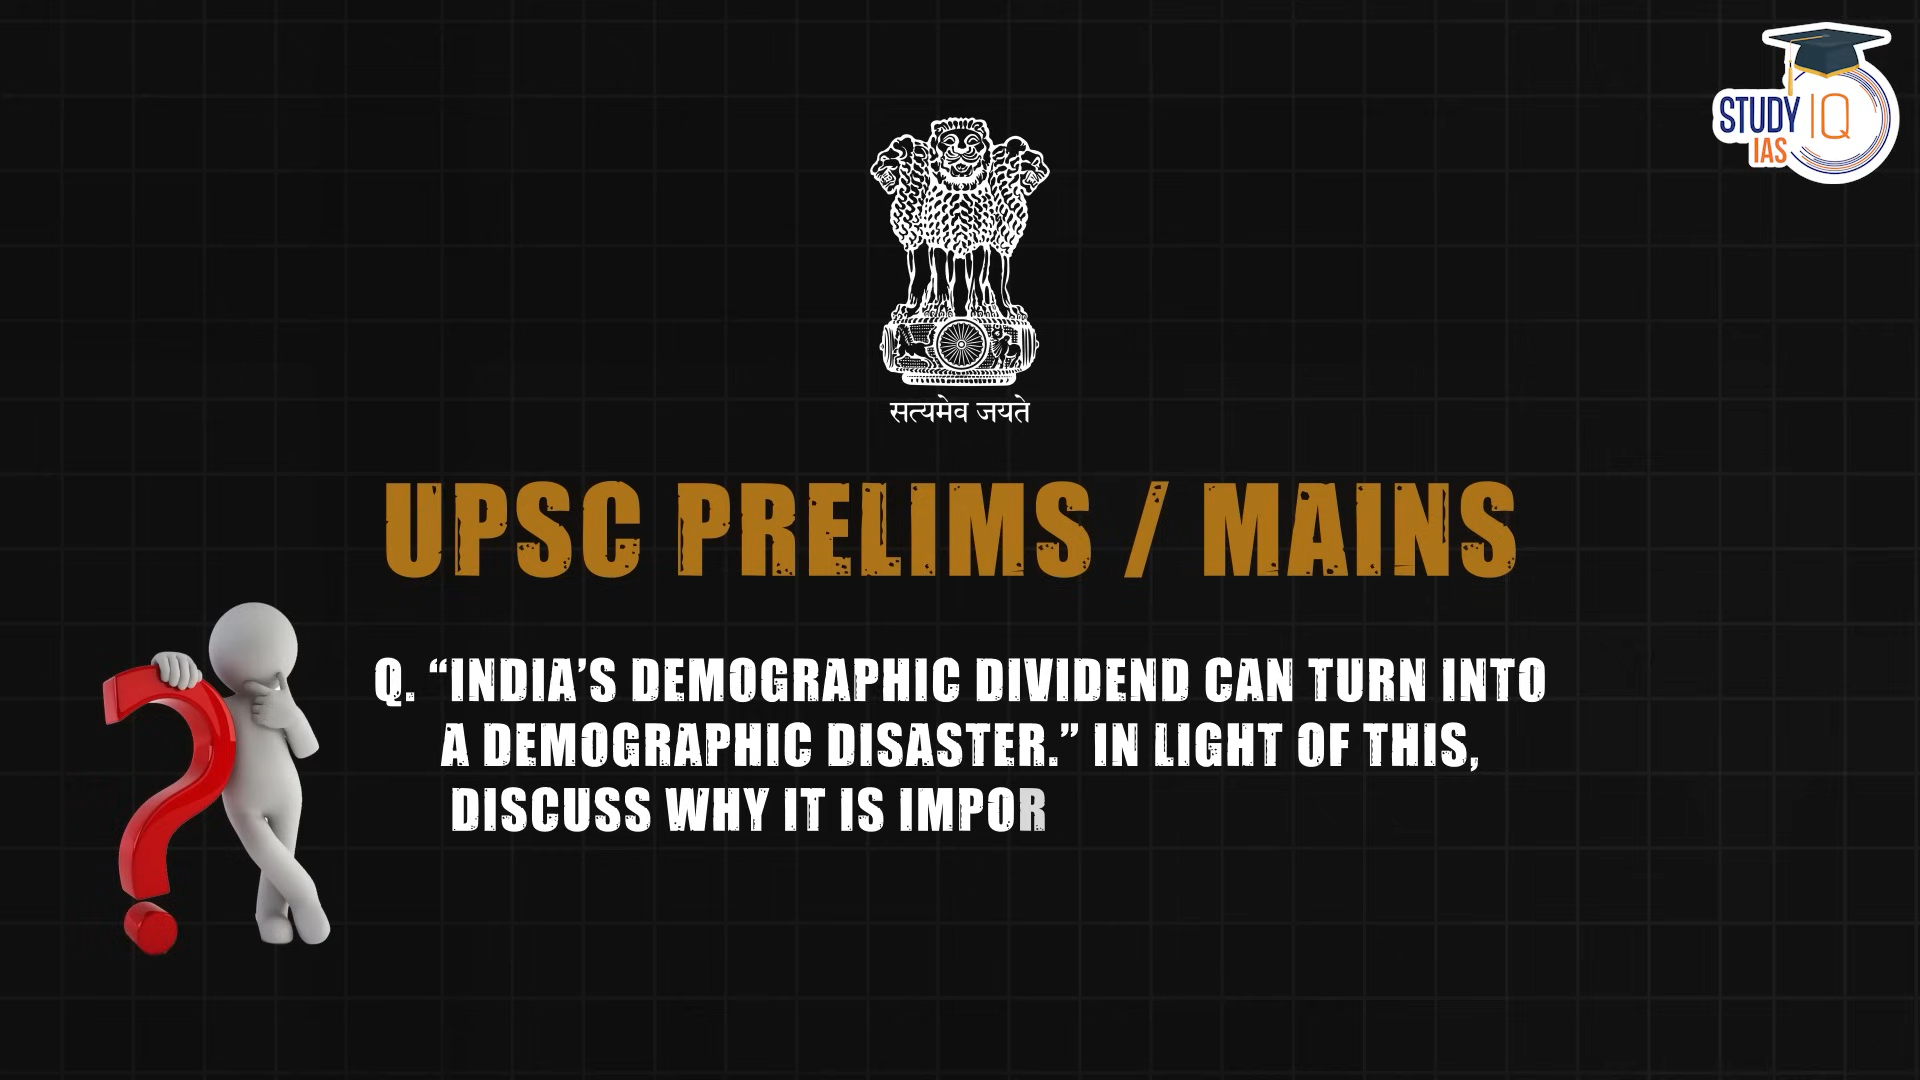 STUDY IQ
IAS
सत्यमेव जयते
UPSC PRELIMS / MAINS
Q. “INDIA’S DEMOGRAPHIC DIVIDEND CAN TURN INTO
A DEMOGRAPHIC DISASTER.” IN LIGHT OF THIS,
DISCUSS WHY IT IS IMPOR